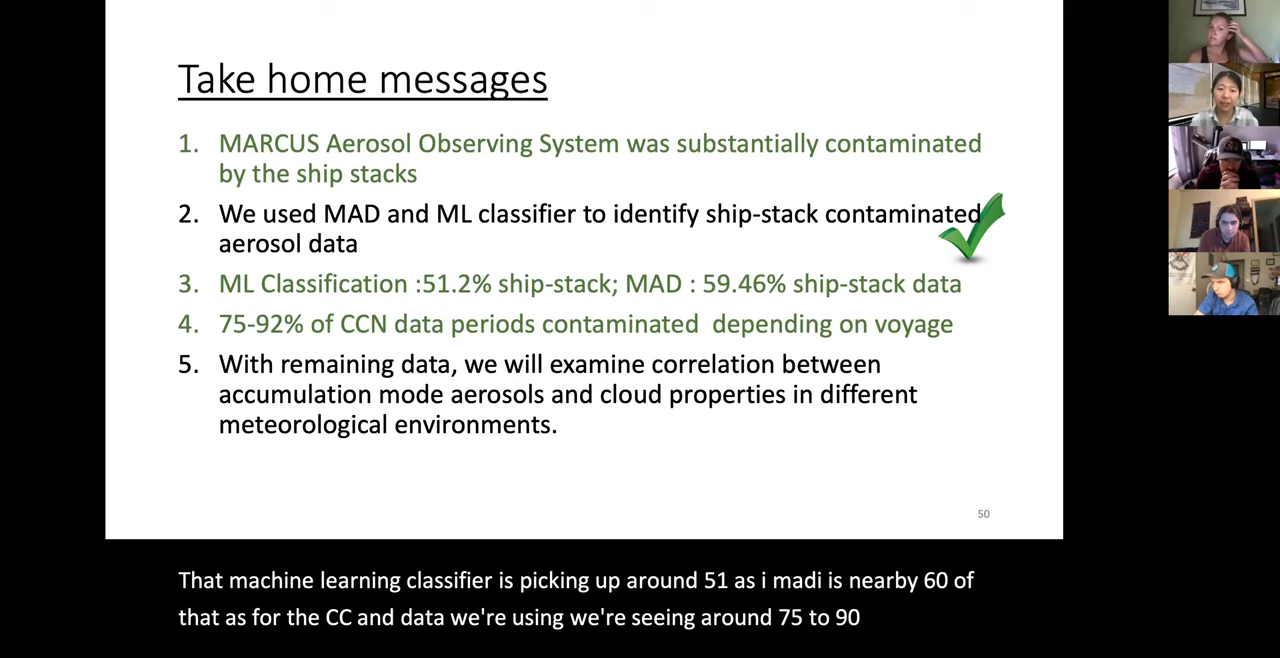 Take home messages
1. MARCUS Aerosol Observing System was substantially contaminated
by the ship stacks
2. We used MAD and ML classifier to identify ship-stack contaminated
aerosol data
3. ML Classification :51.2% ship-stack; MAD : 59.46% ship-stack data
4. 75-92% of CCN data periods contaminated depending on voyage
5. With remaining data, we will examine correlation between
accumulation mode aerosols and cloud properties in different
meteorological environments.
50
That machine learning classifier is picking up around 51 as i madi is nearby 60 of
that as for the CC and data we're using we're seeing around 75 to 90